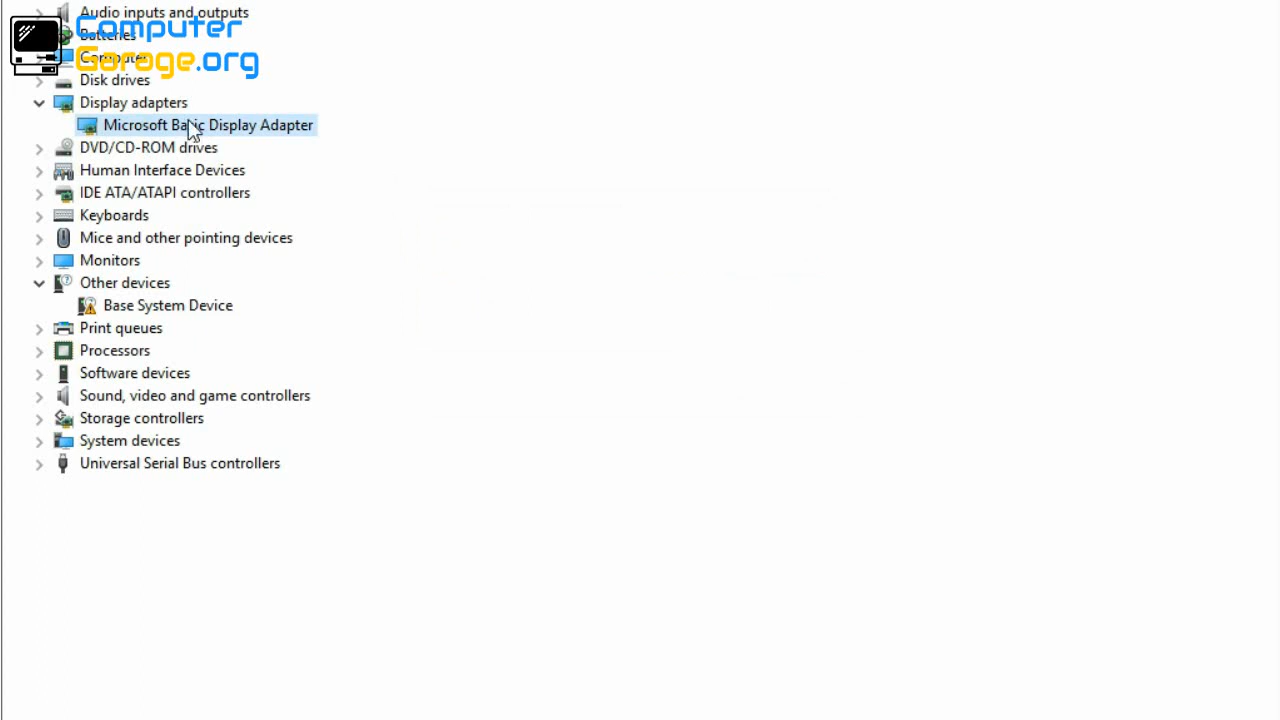 Audio inputs and outputs
Computer
Batteries
Computer
Garage.org
Disk drives
Display adapters
Microsoft Basic Display Adapter
DVD/CD-ROM drives
Human Interface Devices
IDE ATA/ATAPI controllers
Keyboards
Mice and other pointing devices
Monitors
Other devices
Base System Device
Print queues
Processors
Software devices
Sound, video and game controllers
Storage controllers
System devices
Universal Serial Bus controllers